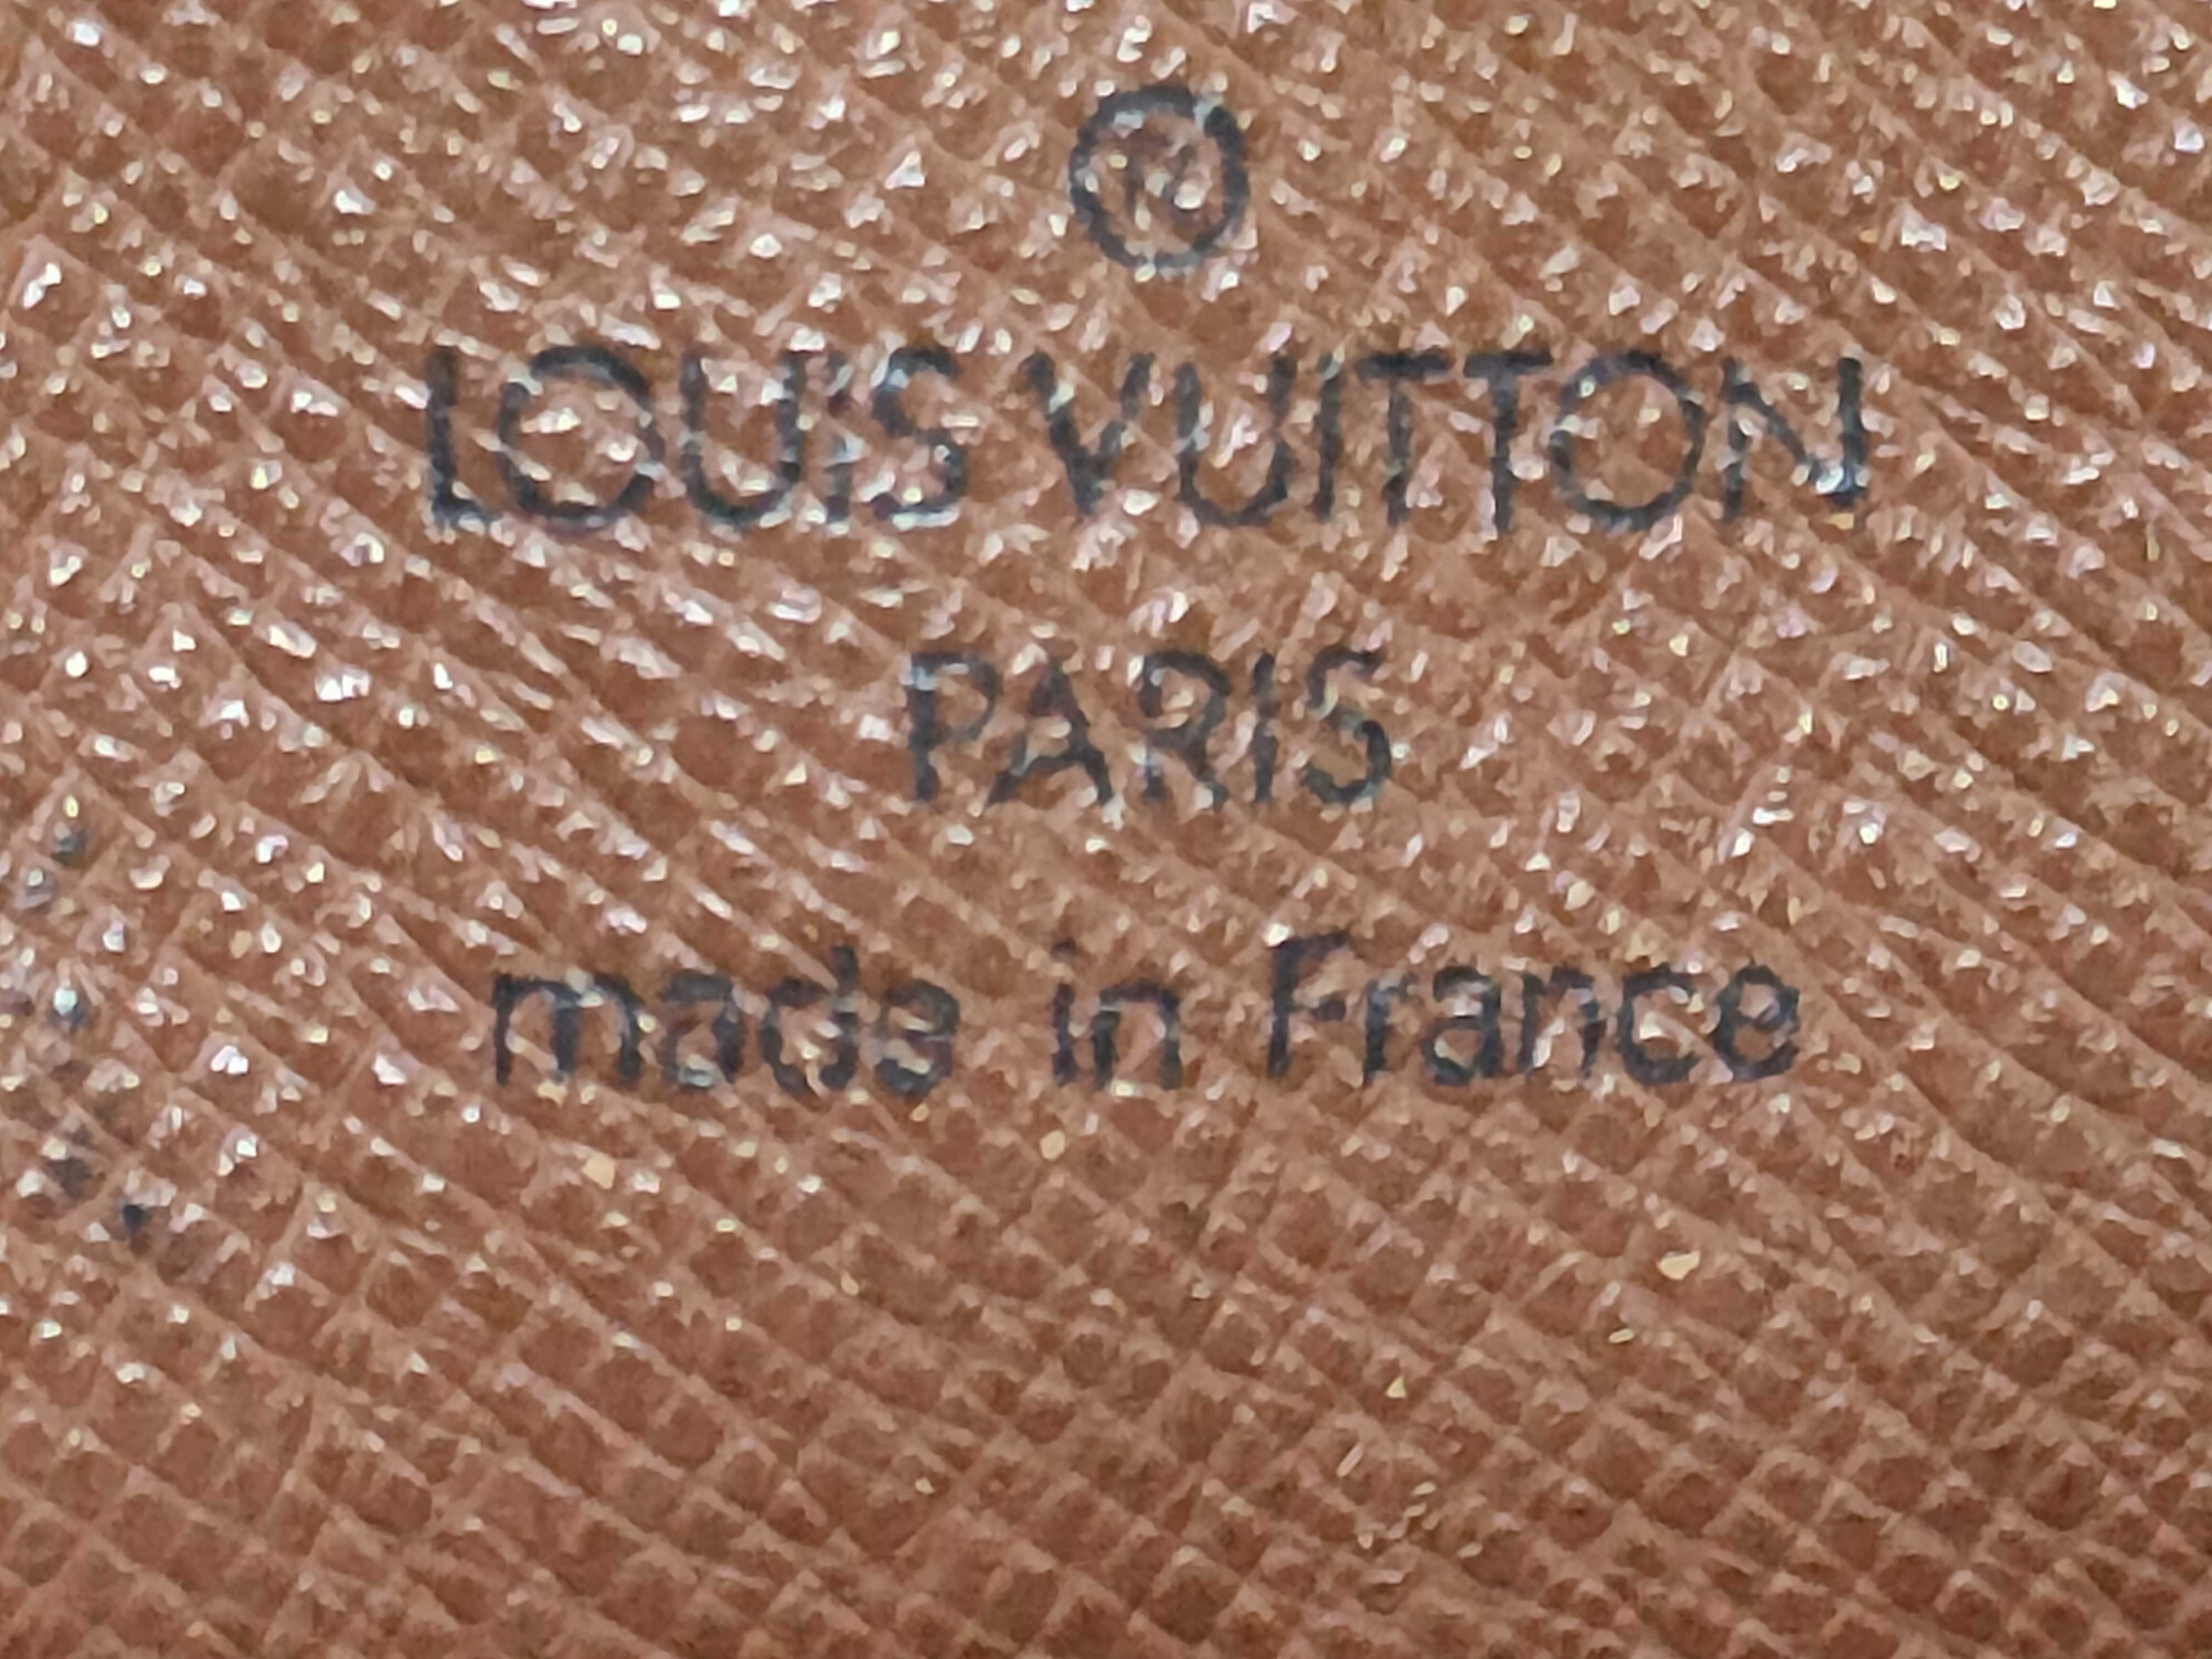 ®
LOUIS VUITTON
PARIS
made in France